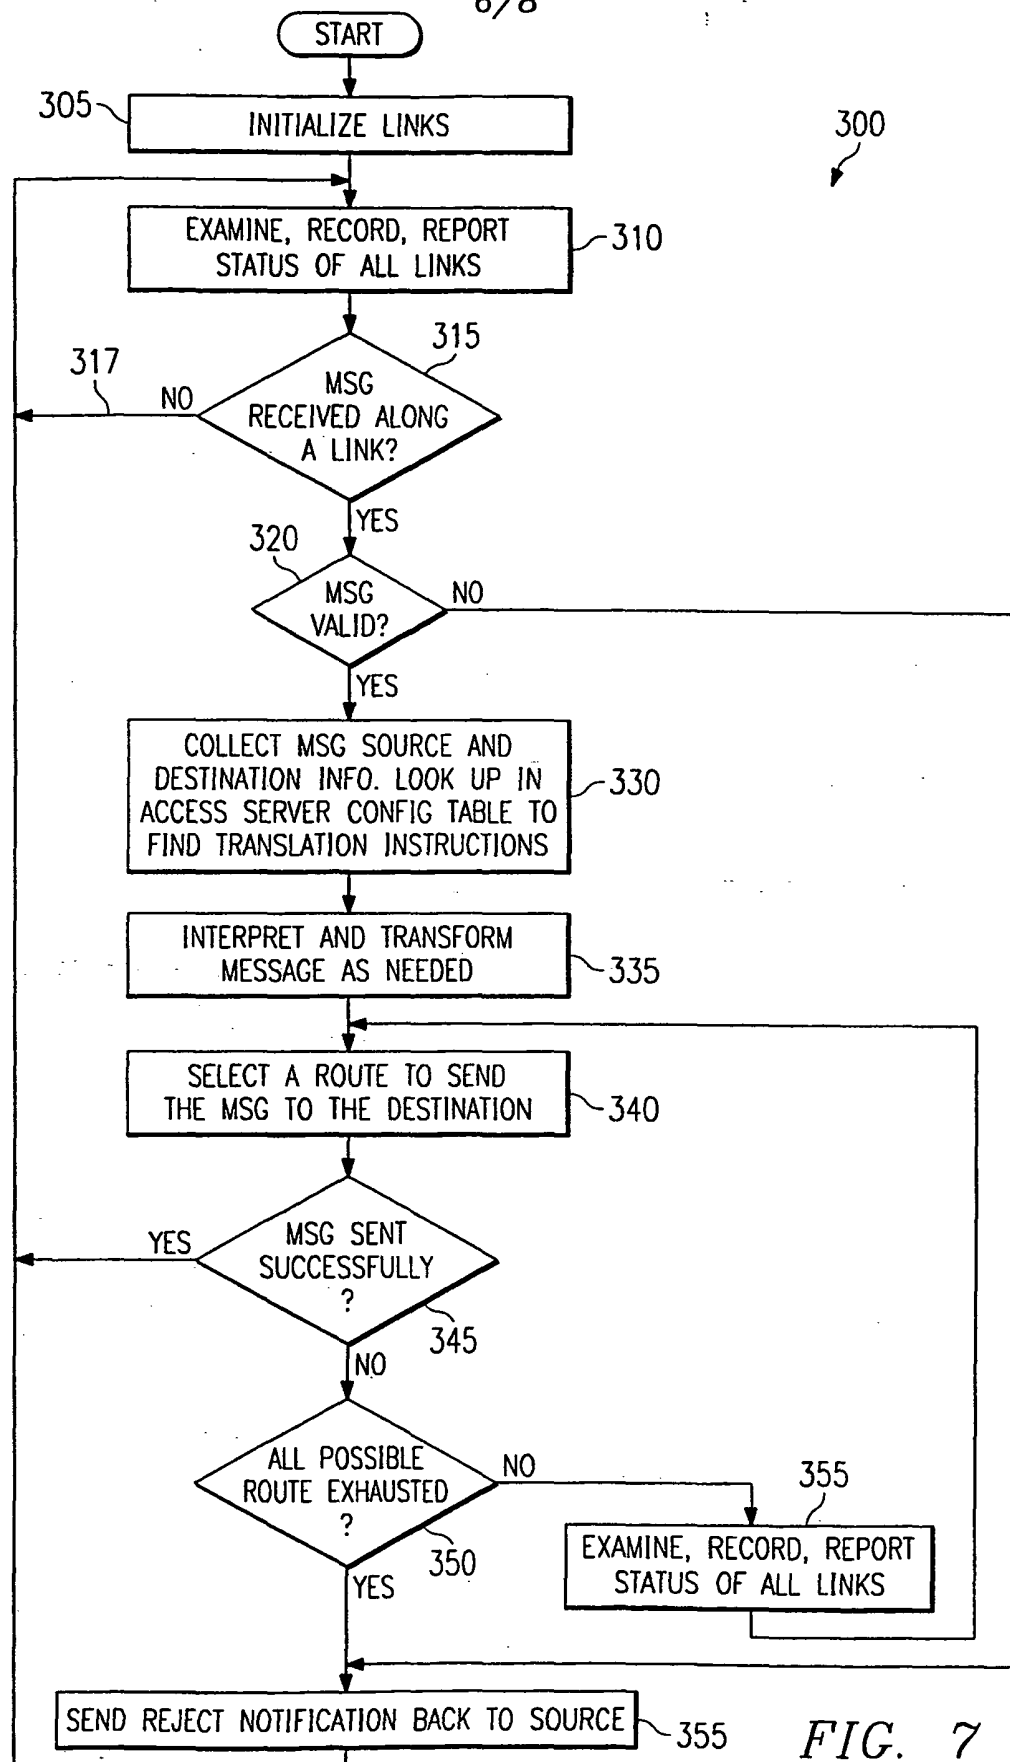 6/8
START
305
INITIALIZE LINKS
300
EXAMINE, RECORD, REPORT
STATUS OF ALL LINKS
310
315
317
NO
MSG
RECEIVED ALONG
A LINK?
YES
320
MSG
VALID?
NO
YES
COLLECT MSG SOURCE AND
DESTINATION INFO. LOOK UP IN
ACCESS SERVER CONFIG TABLE TO
FIND TRANSLATION INSTRUCTIONS
330
INTERPRET AND TRANSFORM
MESSAGE AS NEEDED
335
SELECT A ROUTE TO SEND
THE MSG TO THE DESTINATION
340
YES
MSG SENT
SUCCESSFULLY
?
345
NO
ALL POSSIBLE
ROUTE EXHAUSTED
?
NO
350
YES
355
EXAMINE, RECORD, REPORT
STATUS OF ALL LINKS
SEND REJECT NOTIFICATION BACK TO SOURCE
355
FIG. 7